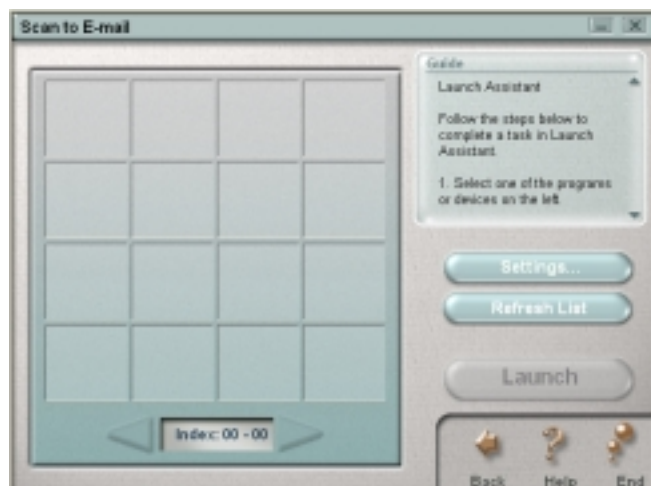 Scan to E-mail
Guide
Launch Assistant
Follow the steps below to
complete a task in Launch
Assistant.
1. Select one of the programs
or devices on the left.
Settings...
Refresh List
Launch
Index: 00 - 00
Back Help End